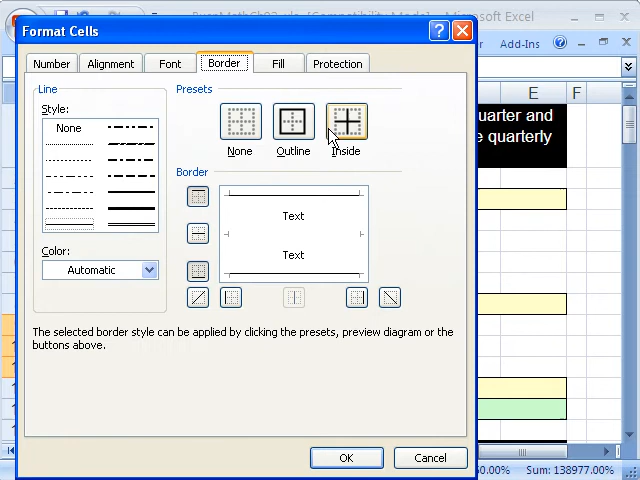 Microsoft Excel
Format Cells
Add-Ins
Number
Alignment
Font
Border
Fill
Protection
Line
Presets
Style:
None
None
Outline
Inside
Border
Text
Text
Color:
Automatic
The selected border style can be applied by clicking the presets, preview diagram or the
buttons above.
OK
Cancel
E
F
quarter and
e quarterly
Sum: 138977.00%